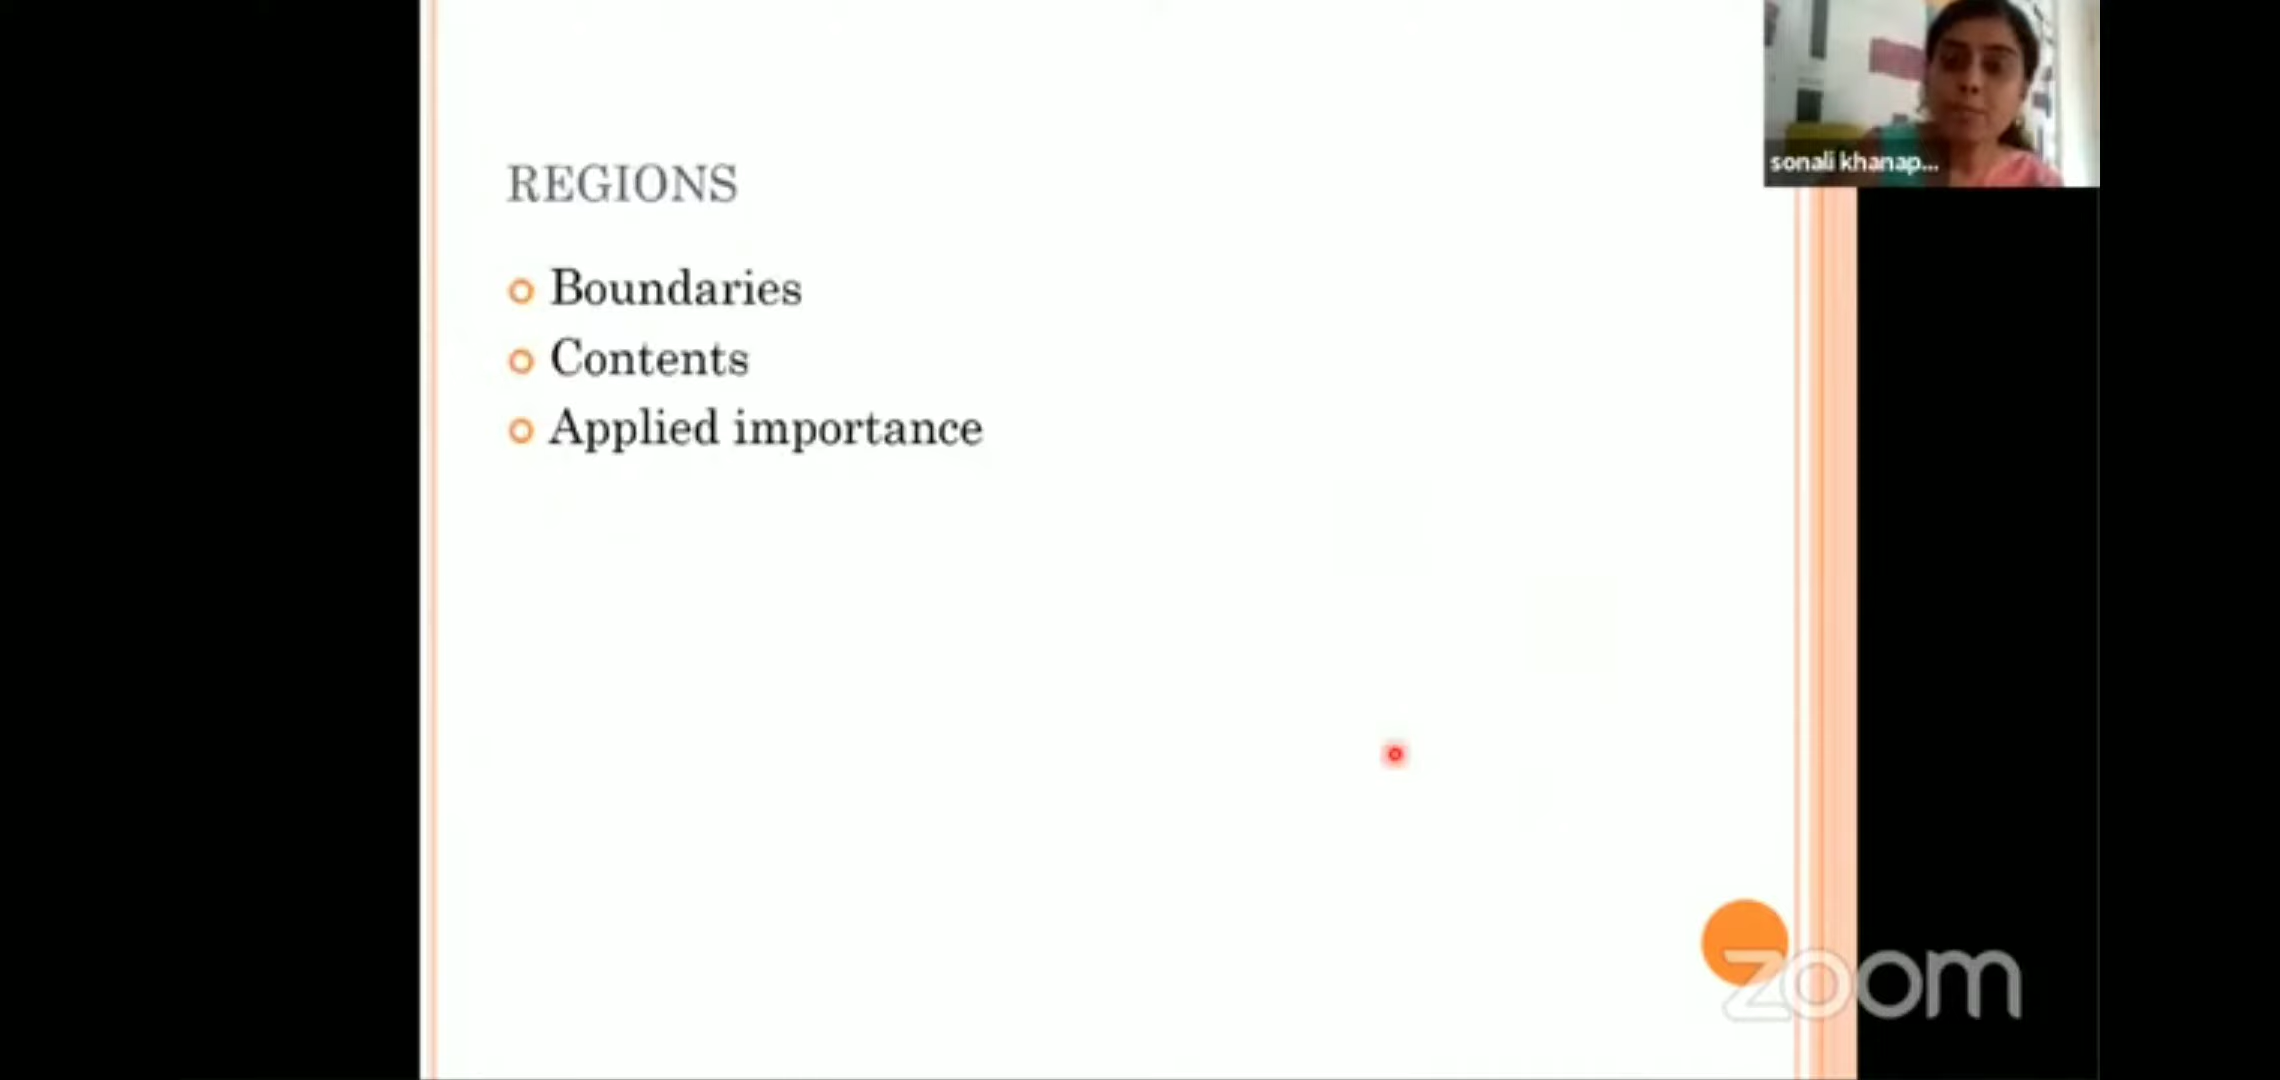 REGIONS
Boundaries
Contents
Applied importance
sonali khanap...
zoom